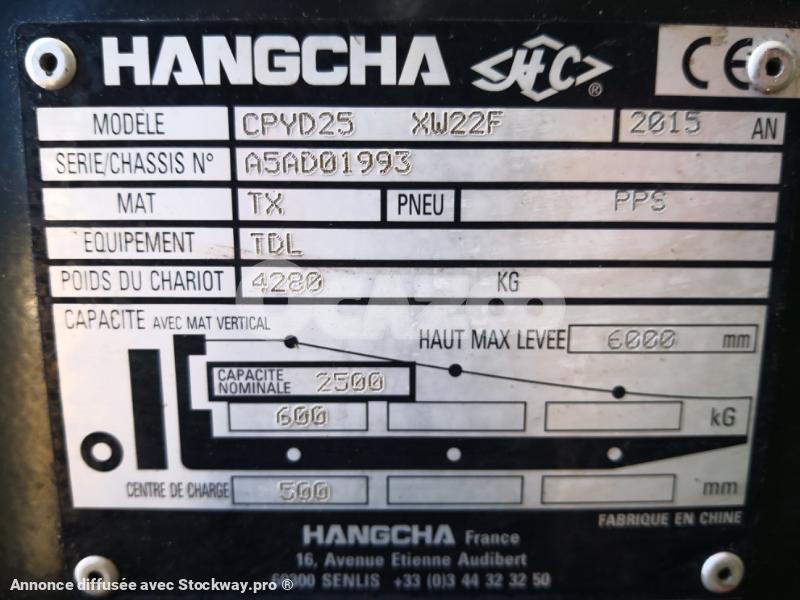 HANGCHA HC ® CE
MODELE CPYD25 XW22F 2015 AN
SERIE/CHASSIS N° A5AD01993
MAT TX PNEU PPS
EQUIPEMENT TDL
POIDS DU CHARIOT 4280 KG
OCAZOO
CAPACITE AVEC MAT VERTICAL
HAUT MAX LEVEE 6000 mm
CAPACITE NOMINALE 2500
600 kG
CENTRE DE CHARGE 500 mm
FABRIQUE EN CHINE
HANGCHA France
16, Avenue Etienne Audibert
SENLIS +33 (0)3 44 32 32 50
Annonce diffusée avec Stockway.pro ®